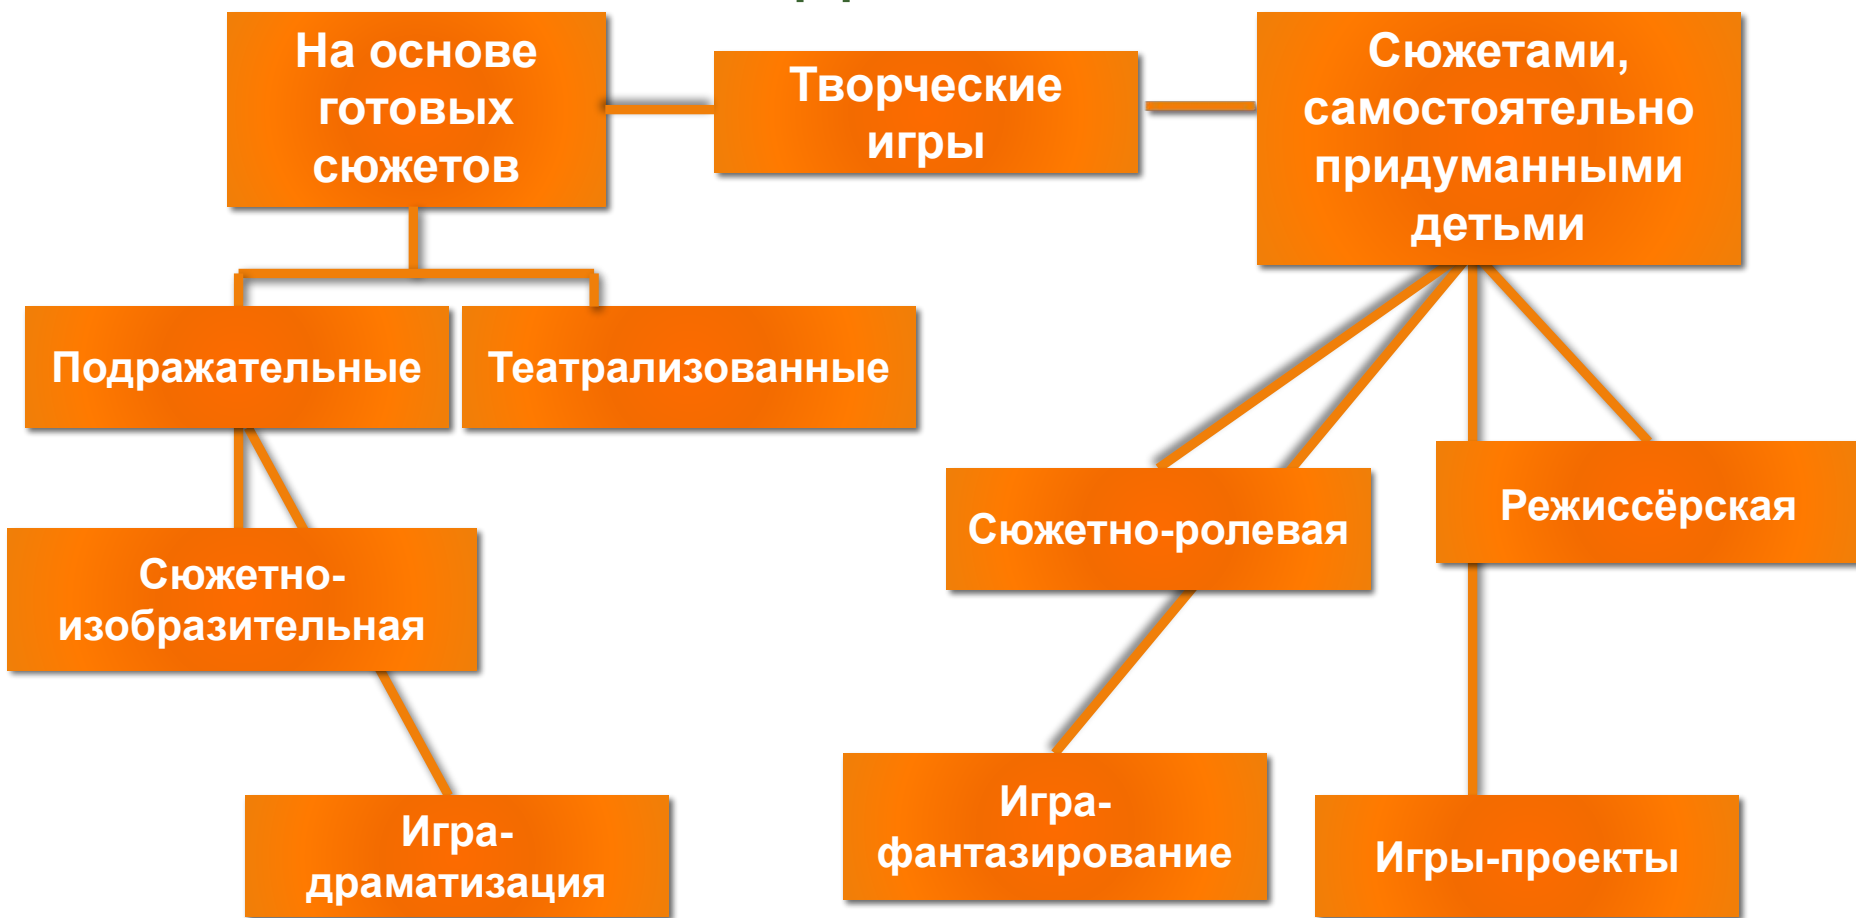 На основе
готовых
сюжетов
Творческие
игры
Сюжетами,
самостоятельно
придуманными
детьми
Подражательные
Театрализованные
Сюжетно-ролевая
Режиссёрская
Сюжетно-
изобразительная
Игра-
драматизация
Игра-
фантазирование
Игры-проекты